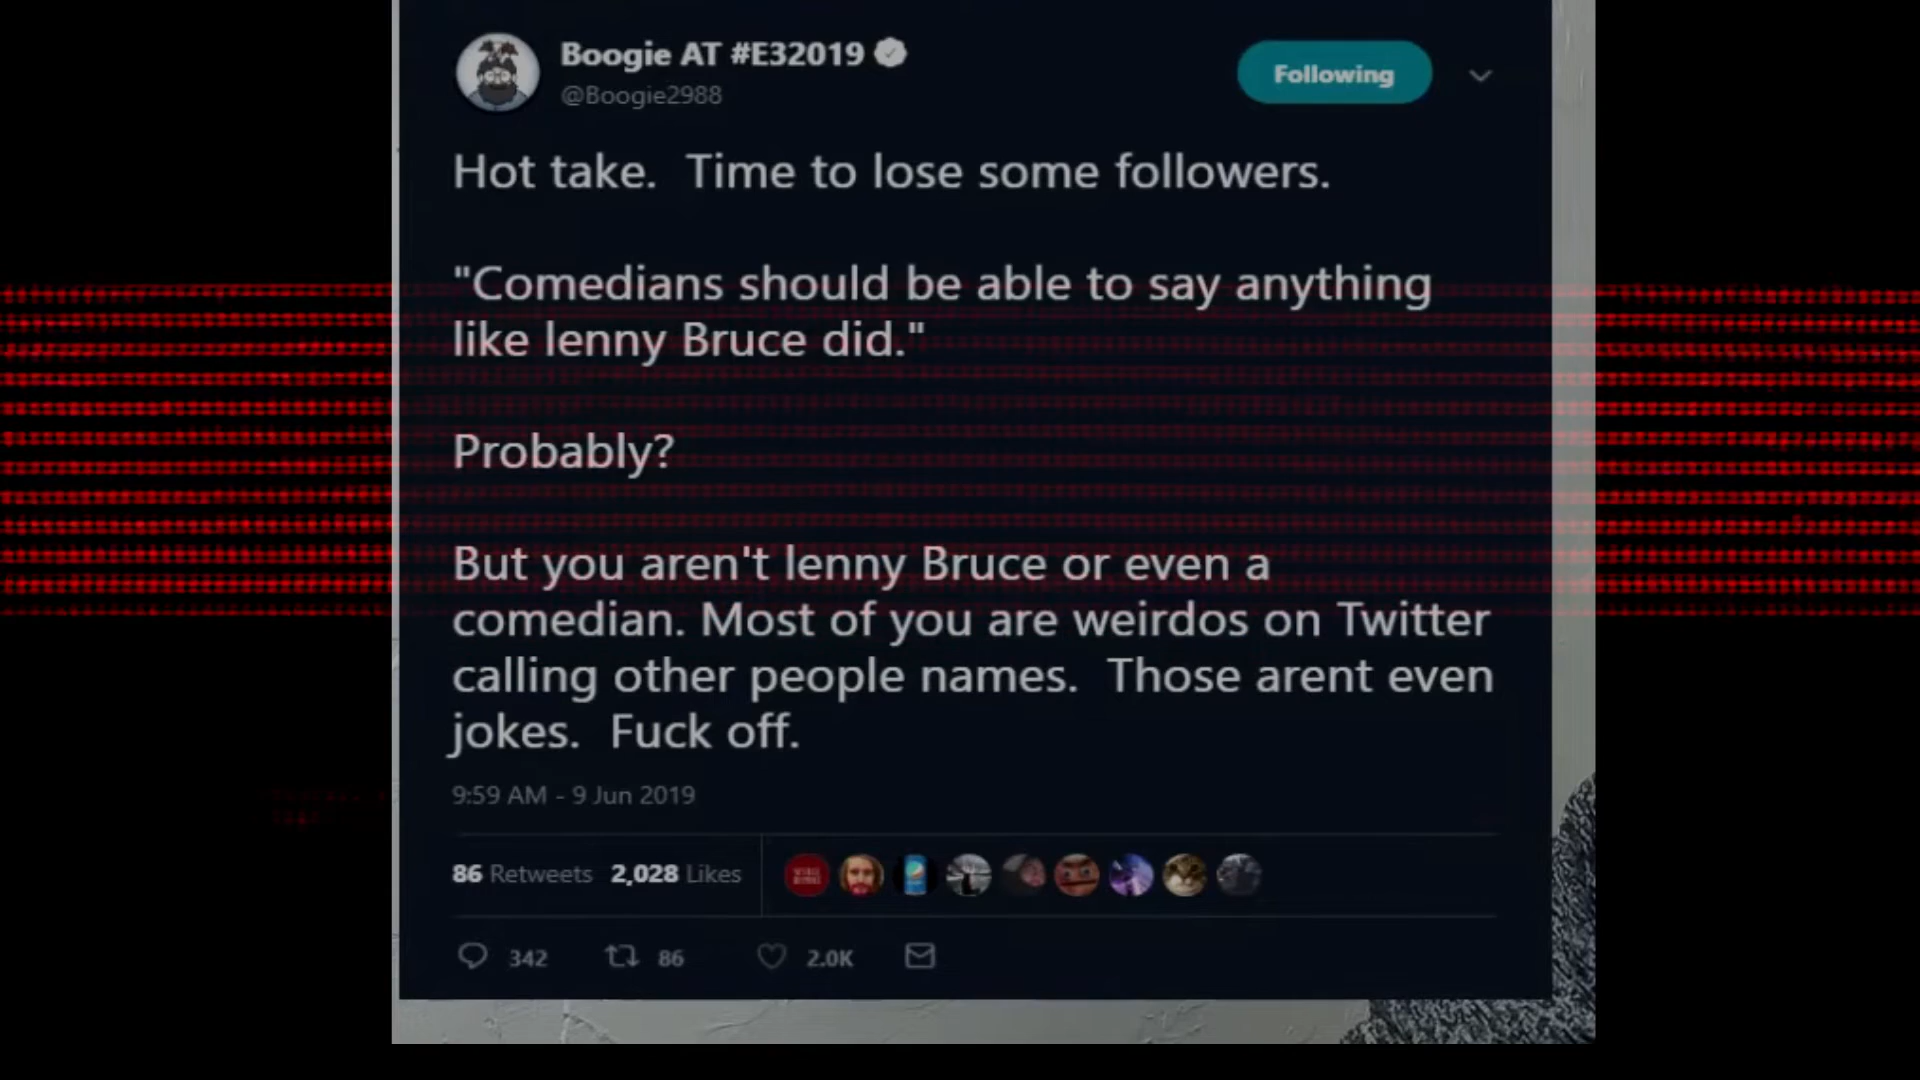 Boogie AT #E32019
@Boogie2988
Following
Hot take.  Time to lose some followers.
"Comedians should be able to say anything
like lenny Bruce did."
Probably?
But you aren't lenny Bruce or even a
comedian. Most of you are weirdos on Twitter
calling other people names.  Those arent even
jokes.  Fuck off.
9:59 AM - 9 Jun 2019
86 Retweets 2,028 Likes
342 86 2.0K